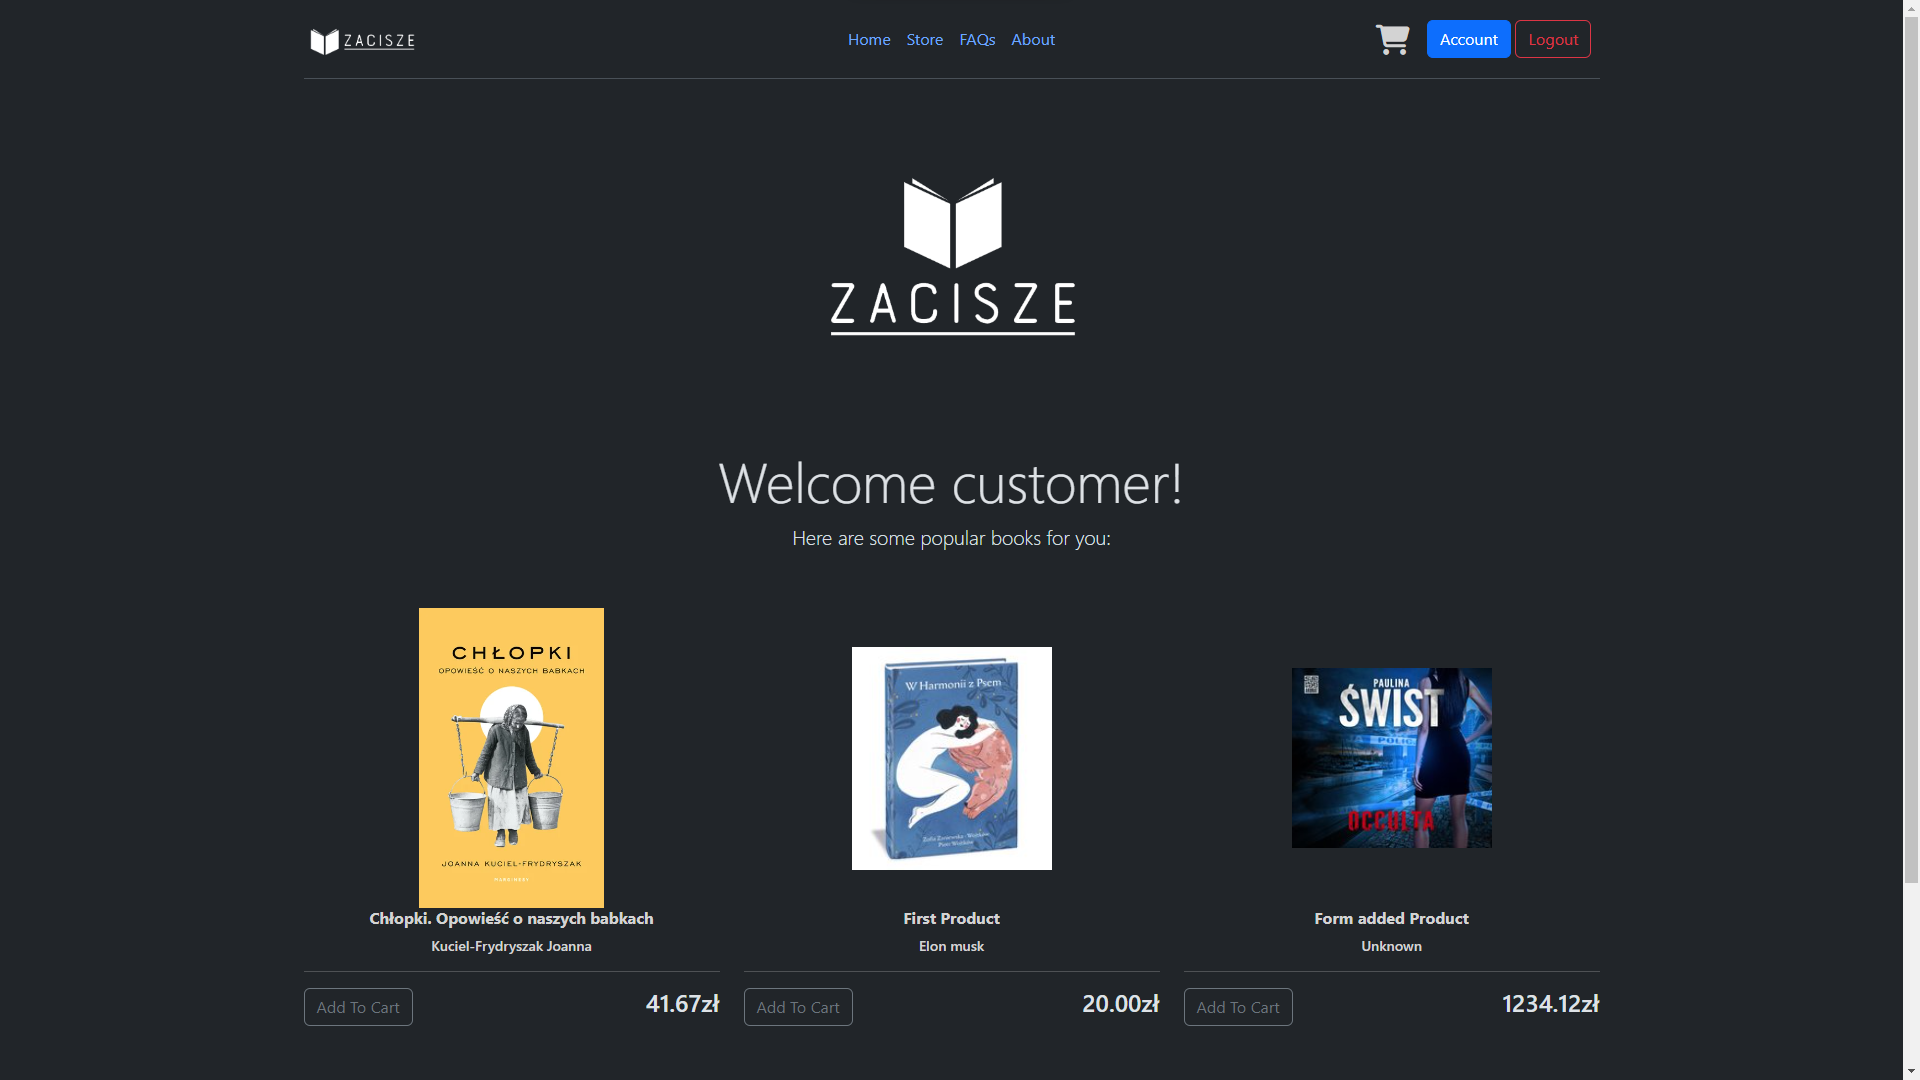 ZACISZE
Home Store FAQs About
Account Logout
ZACISZE
Welcome customer!
Here are some popular books for you:
CHŁOPKI
OPOWIEŚĆ O NASZYCH BABKACH
JOANNA KUCIEL-FRYDRYSZAK
W Harmonii z Psem
PAULINA
ŚWIST
POLIC
OCCULTA
Chłopki. Opowieść o naszych babkach
Kuciel-Frydryszak Joanna
First Product
Elon musk
Form added Product
Unknown
Add To Cart 41.67zł
Add To Cart 20.00zł
Add To Cart 1234.12zł